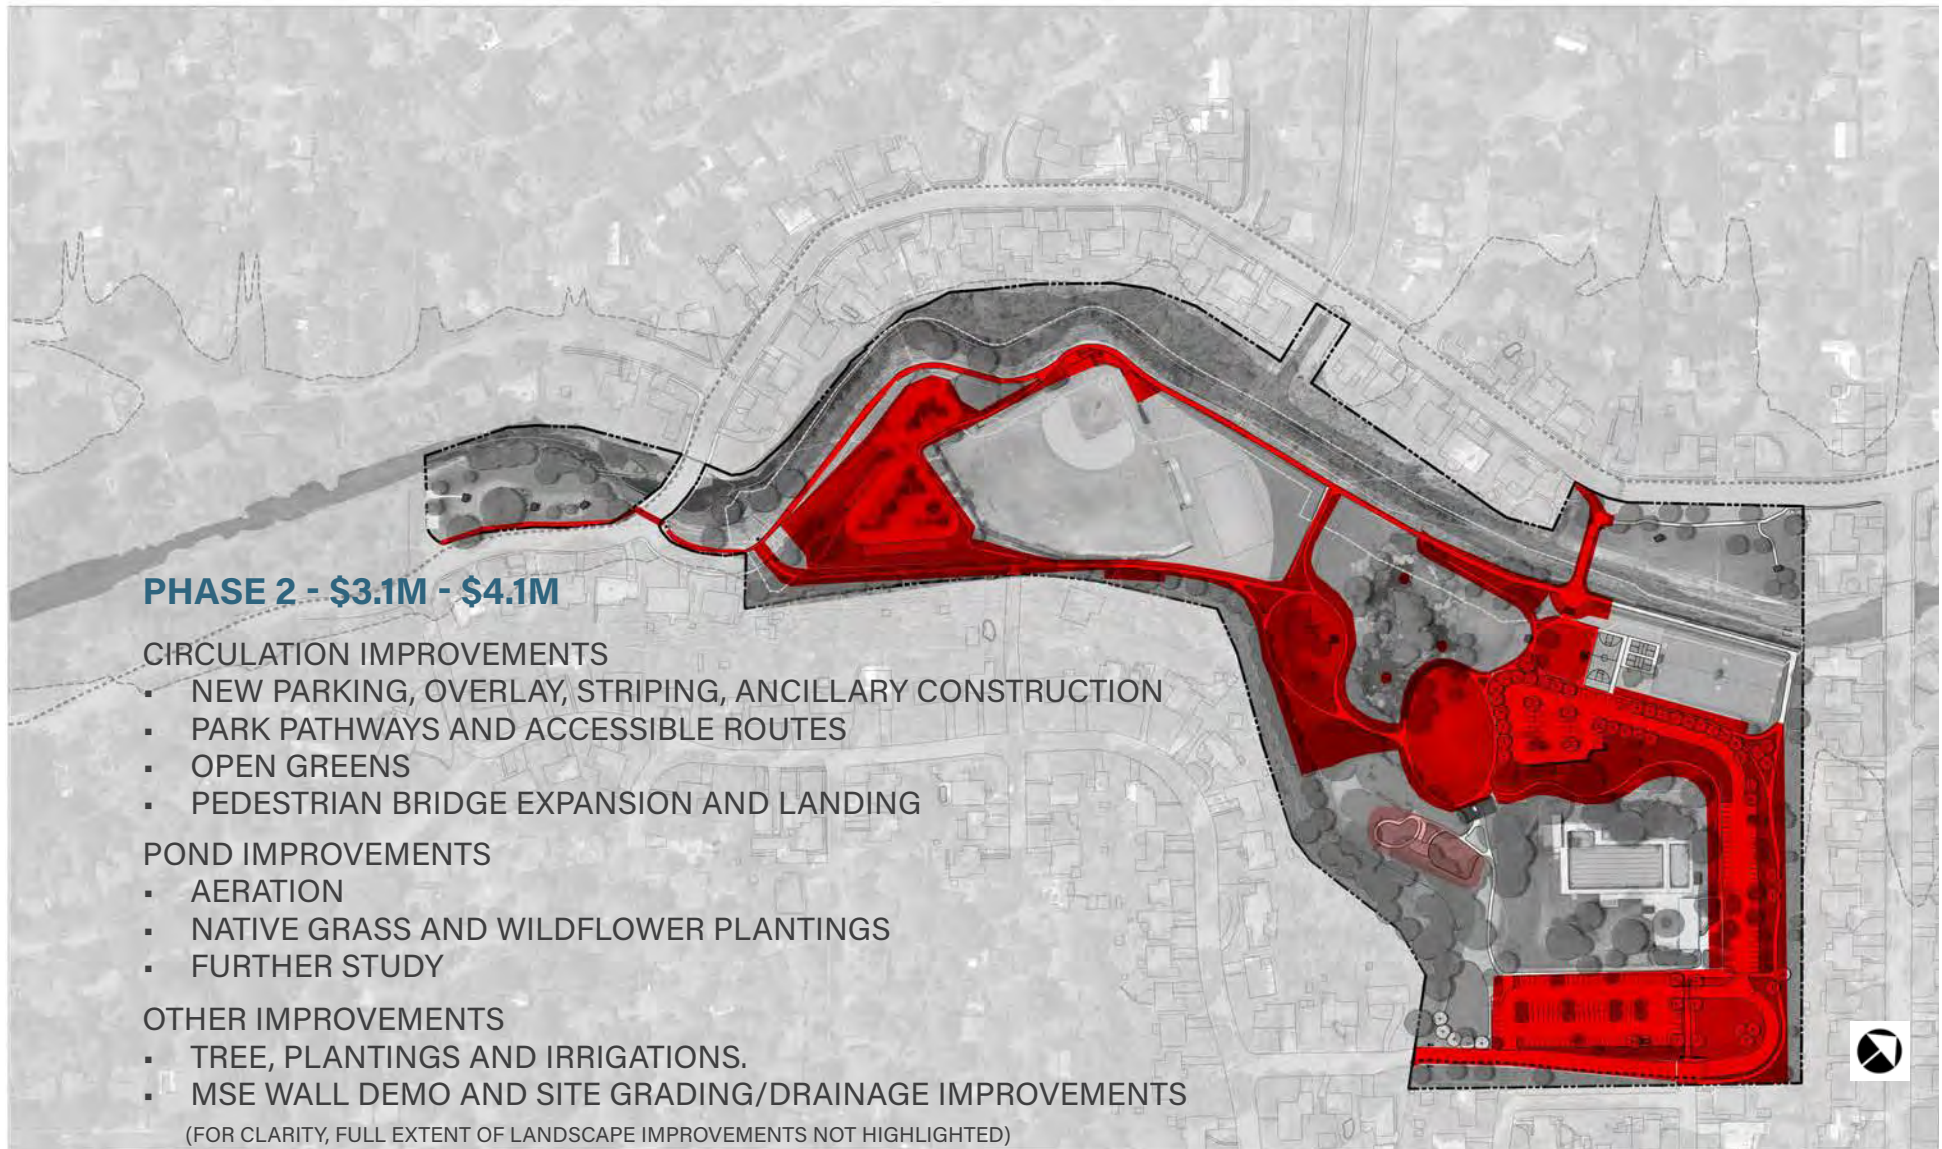 PHASE 2 - $3.1M - $4.1M
CIRCULATION IMPROVEMENTS
▪ NEW PARKING, OVERLAY, STRIPING, ANCILLARY CONSTRUCTION
▪ PARK PATHWAYS AND ACCESSIBLE ROUTES
▪ OPEN GREENS
▪ PEDESTRIAN BRIDGE EXPANSION AND LANDING
POND IMPROVEMENTS
▪ AERATION
▪ NATIVE GRASS AND WILDFLOWER PLANTINGS
▪ FURTHER STUDY
OTHER IMPROVEMENTS
▪ TREE, PLANTINGS AND IRRIGATIONS.
▪ MSE WALL DEMO AND SITE GRADING/DRAINAGE IMPROVEMENTS
(FOR CLARITY, FULL EXTENT OF LANDSCAPE IMPROVEMENTS NOT HIGHLIGHTED)